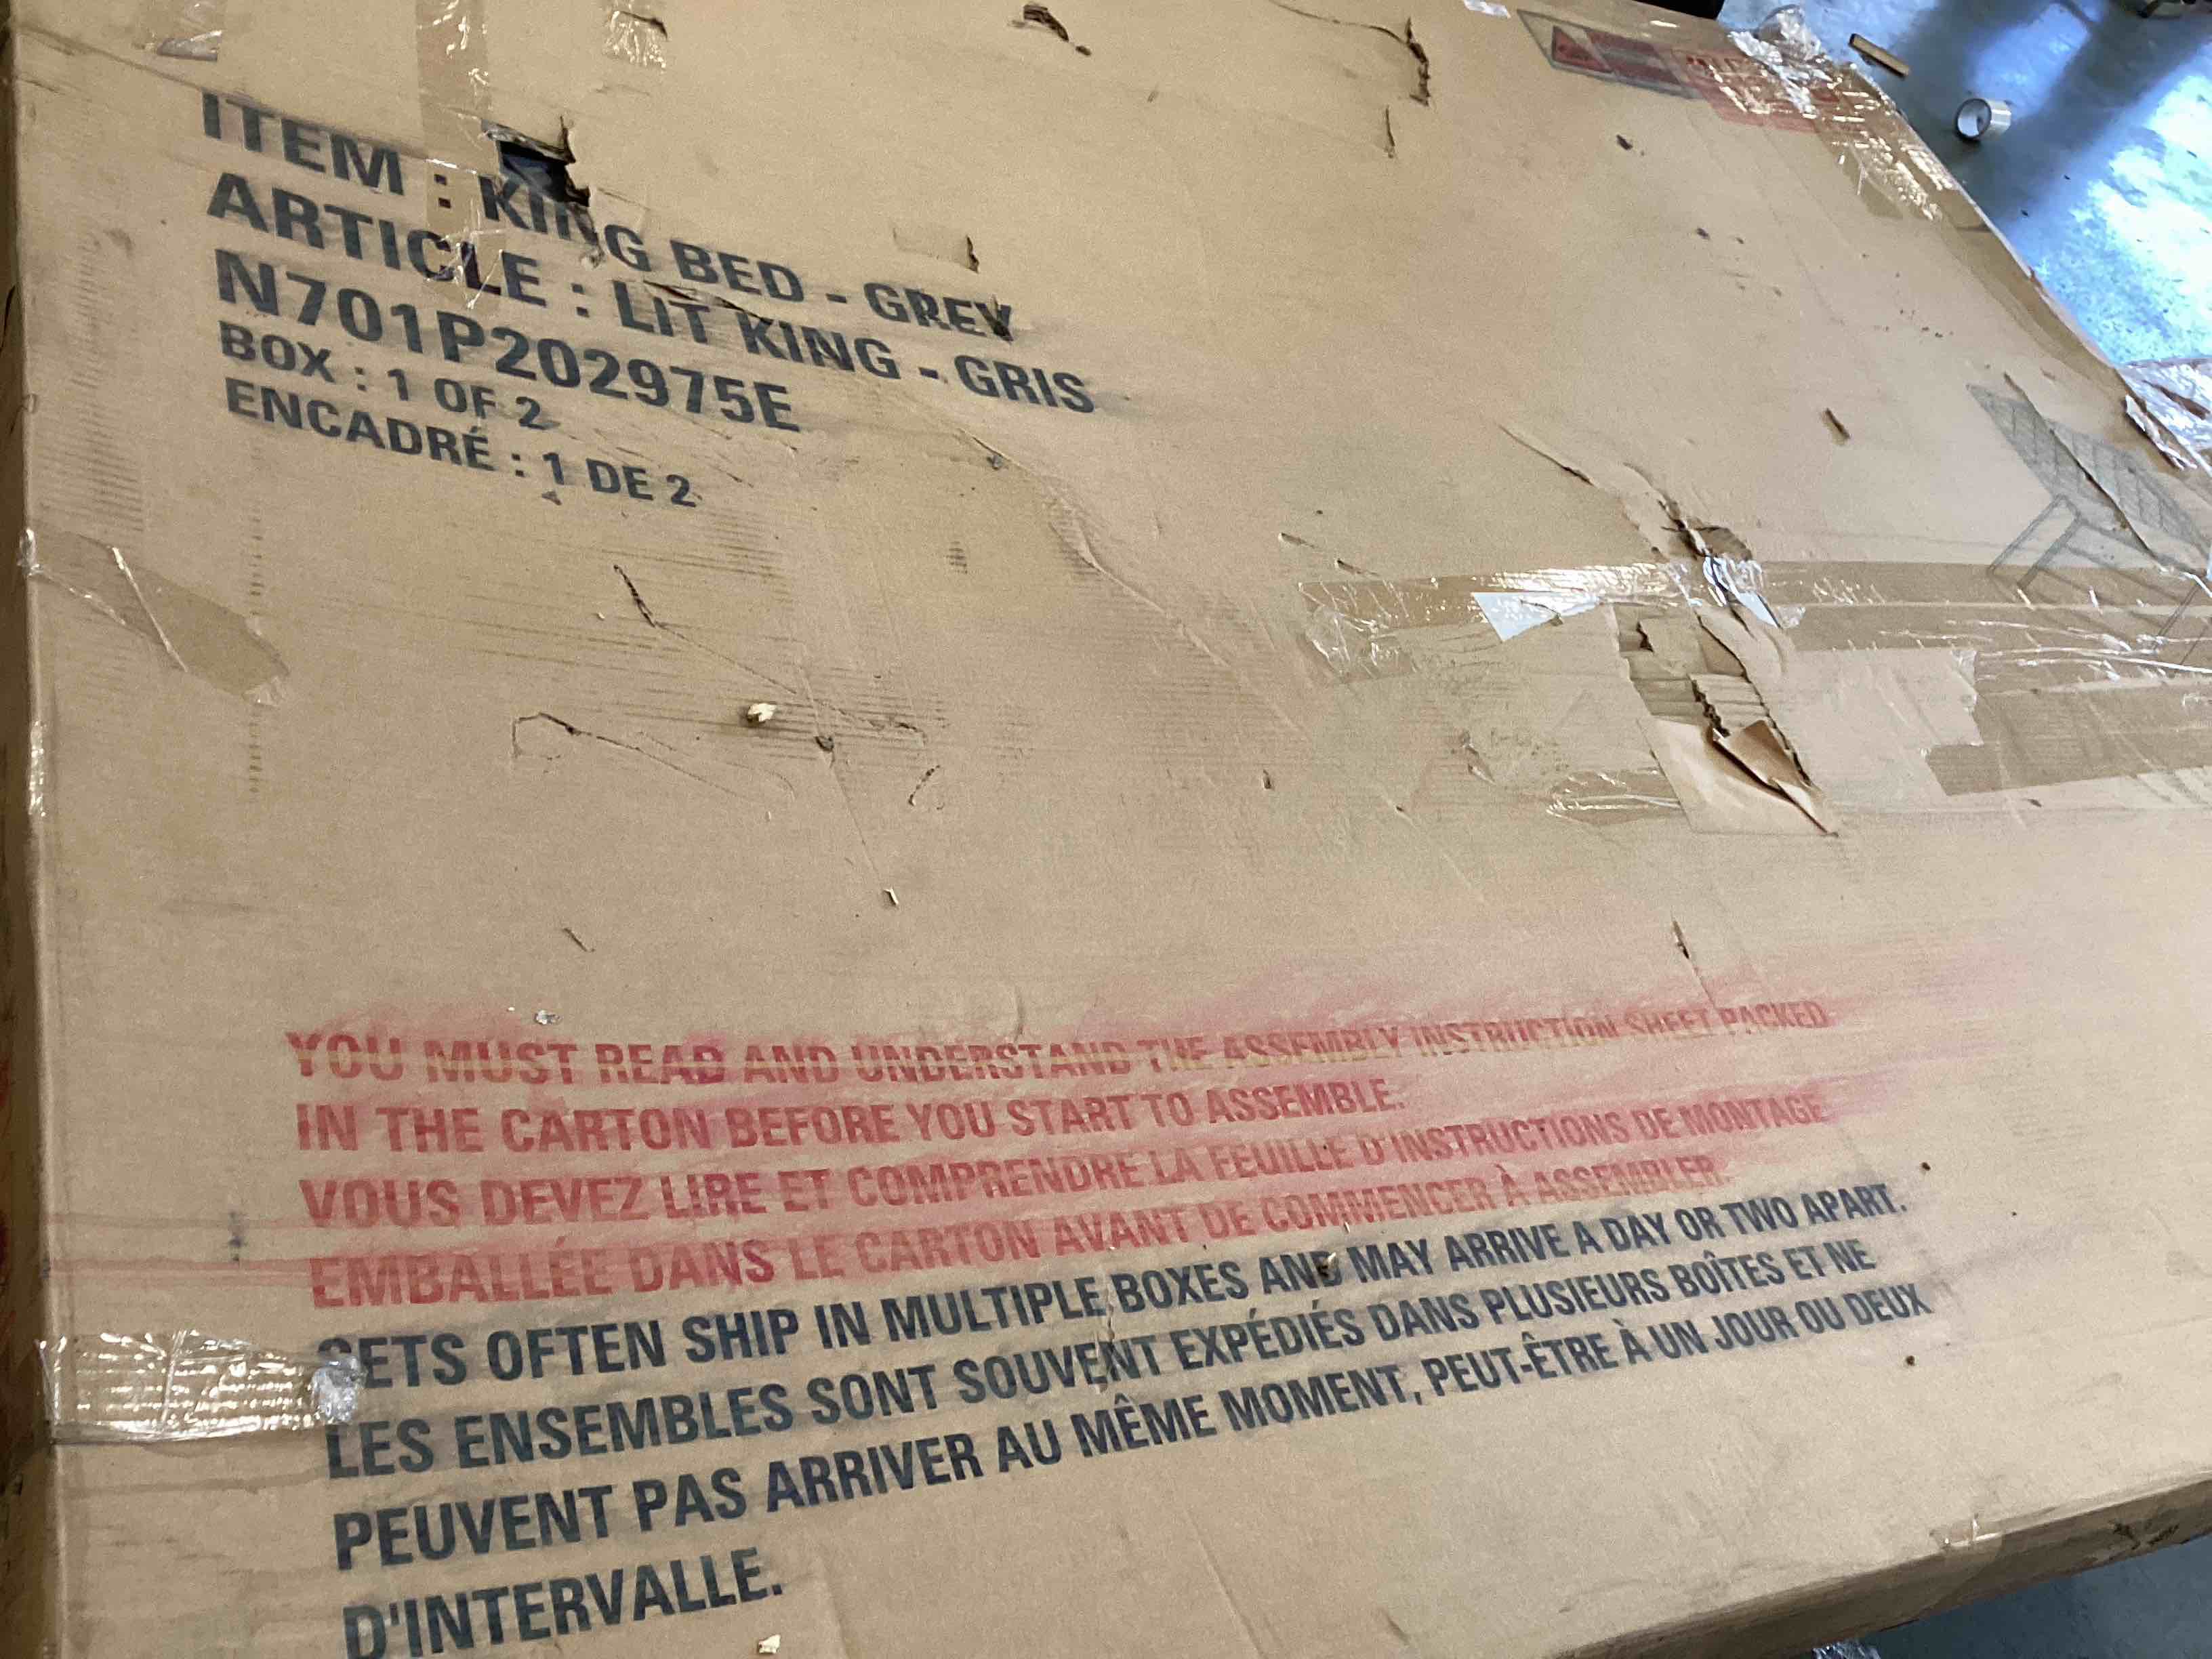 ITEM : KING BED - GREY
ARTICLE : LIT KING - GRIS
N701P202975E
BOX : 1 OF 2
ENCADRÉ : 1 DE 2
YOU MUST READ AND UNDERSTAND THE ASSEMBLY INSTRUCTION SHEET PACKED
IN THE CARTON BEFORE YOU START TO ASSEMBLE.
VOUS DEVEZ LIRE ET COMPRENDRE LA FEUILLE D'INSTRUCTIONS DE MONTAGE
EMBALLÉE DANS LE CARTON AVANT DE COMMENCER À ASSEMBLER.
SETS OFTEN SHIP IN MULTIPLE BOXES AND MAY ARRIVE A DAY OR TWO APART.
LES ENSEMBLES SONT SOUVENT EXPÉDIÉS DANS PLUSIEURS BOÎTES ET NE
PEUVENT PAS ARRIVER AU MÊME MOMENT, PEUT-ÊTRE À UN JOUR OU DEUX
D'INTERVALLE.